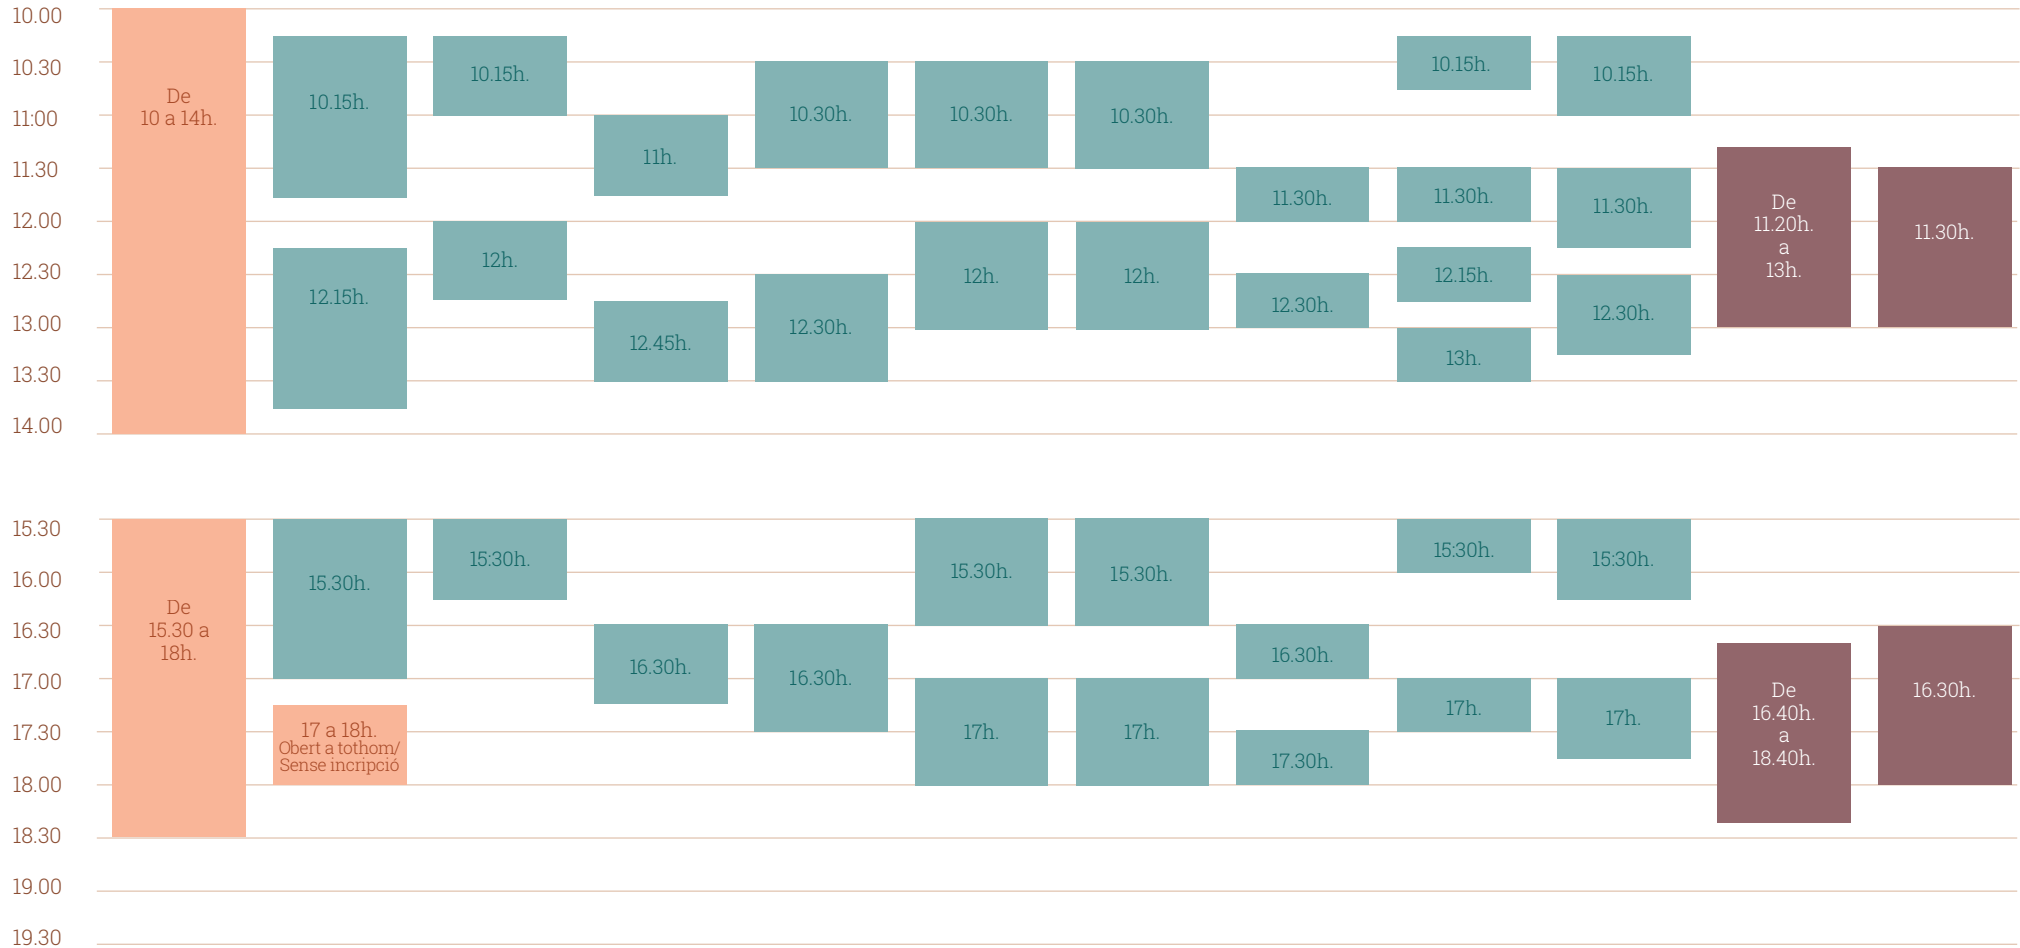 10.00
10.30
11:00
11.30
12.00
12.30
13.00
13.30
14.00
De
10 a 14h.
10.15h.
12.15h.
10.15h.
12h.
11h.
12.45h.
10.30h.
12.30h.
10.30h.
12h.
10.30h.
12h.
11.30h.
12.30h.
10.15h.
11.30h.
12.15h.
13h.
10.15h.
11.30h.
12.30h.
De
11.20h.
a
13h.
11.30h.
15.30
16.00
16.30
17.00
17.30
18.00
18.30
19.00
19.30
De
15.30 a
18h.
15.30h.
17 a 18h.
Obert a tothom/
Sense incripció
15:30h.
16.30h.
16.30h.
15.30h.
17h.
15.30h.
17h.
16.30h.
17.30h.
15:30h.
17h.
15:30h.
17h.
De
16.40h.
a
18.40h.
16.30h.